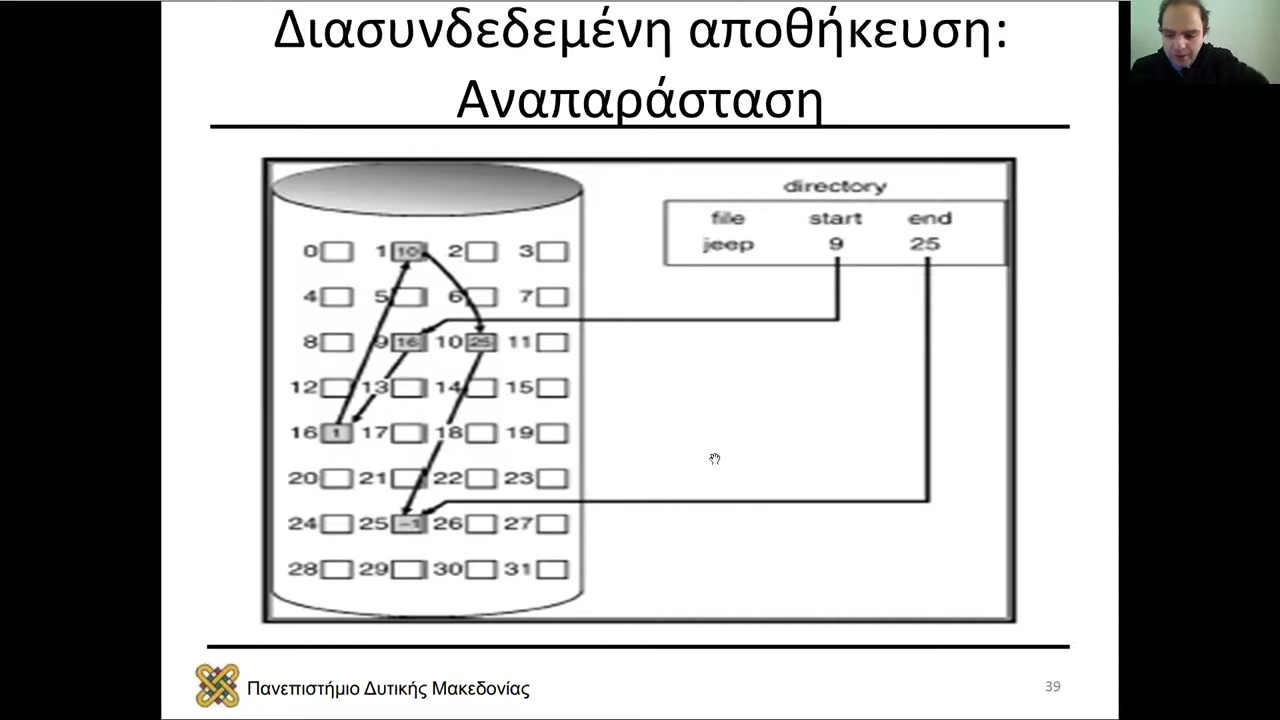 Διασυνδεδεμένη αποθήκευση:
Αναπαράσταση
directory
file start end
jeep 9 25
0 1 10 2 3
4 5 6 7
8 9 16 10 25 11
12 13 14 15
16 1 17 18 19
20 21 22 23
24 25 -1 26 27
28 29 30 31
Πανεπιστήμιο Δυτικής Μακεδονίας
39